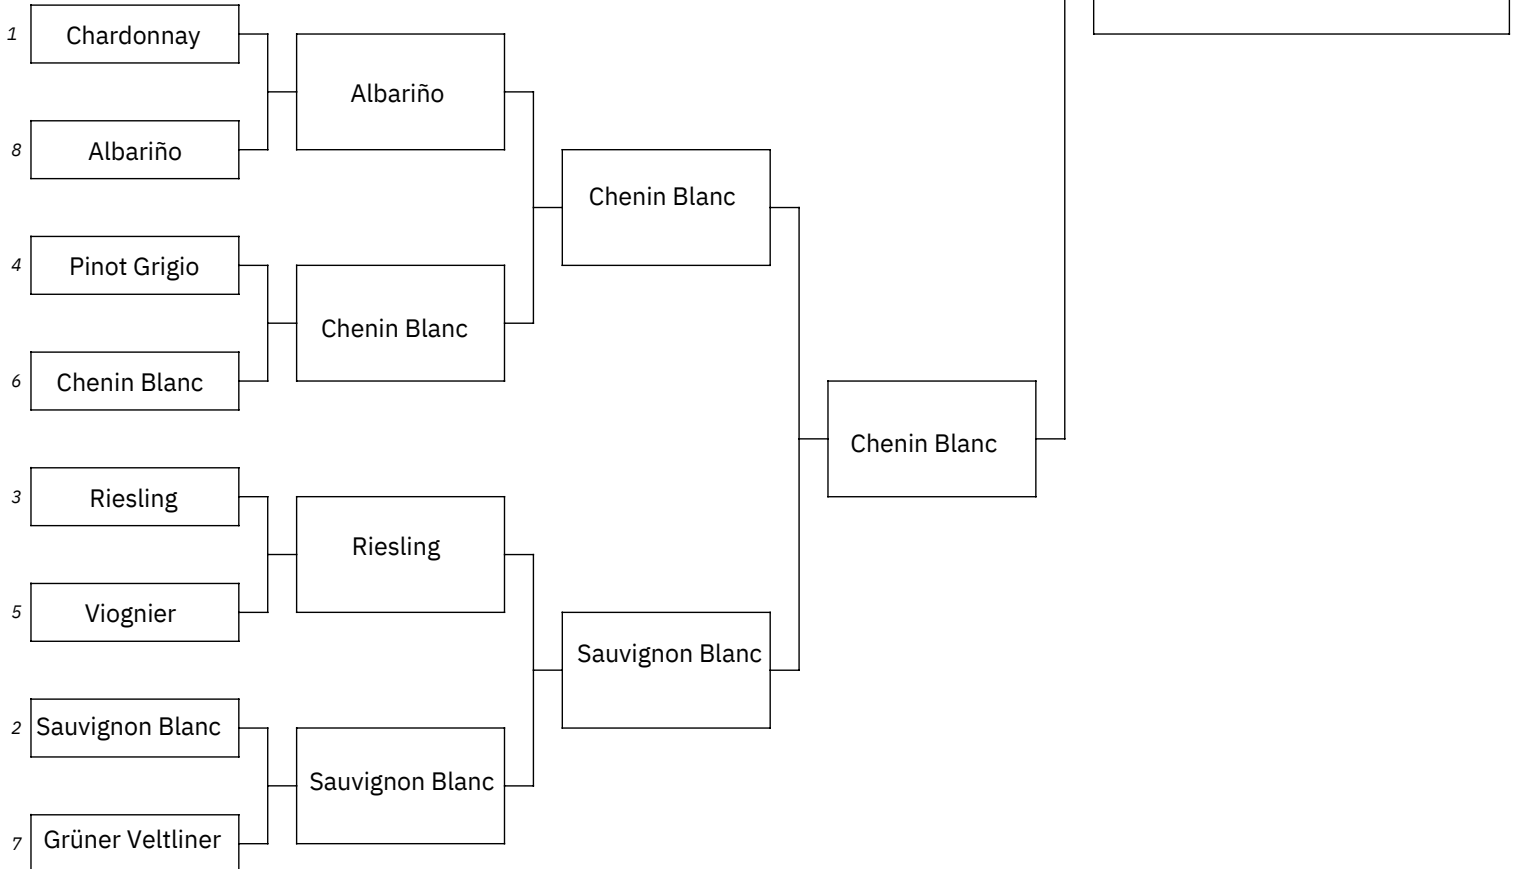 1 Chardonnay
Albariño
8 Albariño
Chenin Blanc
4 Pinot Grigio
Chenin Blanc
6 Chenin Blanc
Chenin Blanc
3 Riesling
Riesling
5 Viognier
Sauvignon Blanc
2 Sauvignon Blanc
Sauvignon Blanc
7 Grüner Veltliner